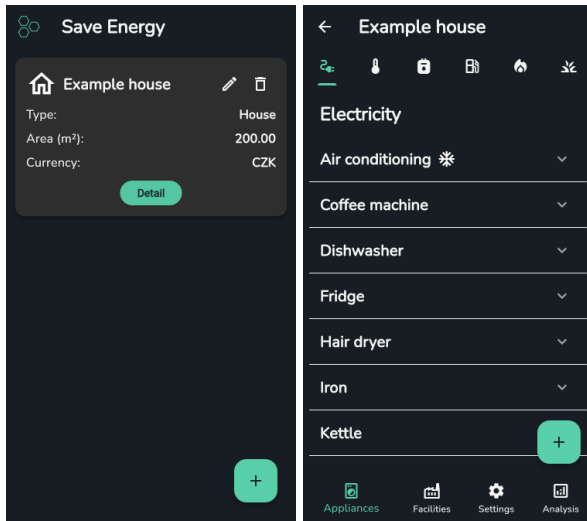 Save Energy
Example house
Type: House
Area (m²): 200.00
Currency: CZK
Detail
+
Example house
Electricity
Air conditioning
Coffee machine
Dishwasher
Fridge
Hair dryer
Iron
Kettle
+
Appliances Facilities Settings Analysis